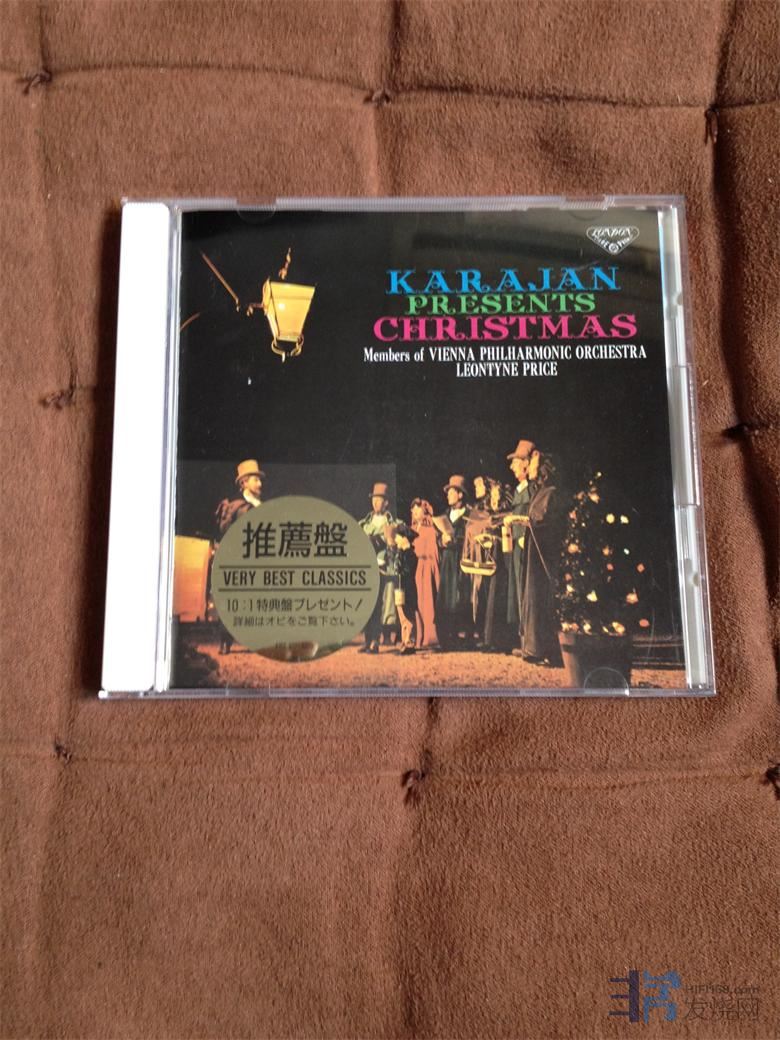 LONDON
KARAJAN
PRESENTS
CHRISTMAS
Members of VIENNA PHILHARMONIC ORCHESTRA
LEONTYNE PRICE
推薦盤
VERY BEST CLASSICS
10:1特典盤プレゼント!
詳細はオビをご覧下さい。
HIFI168.com
发烧网